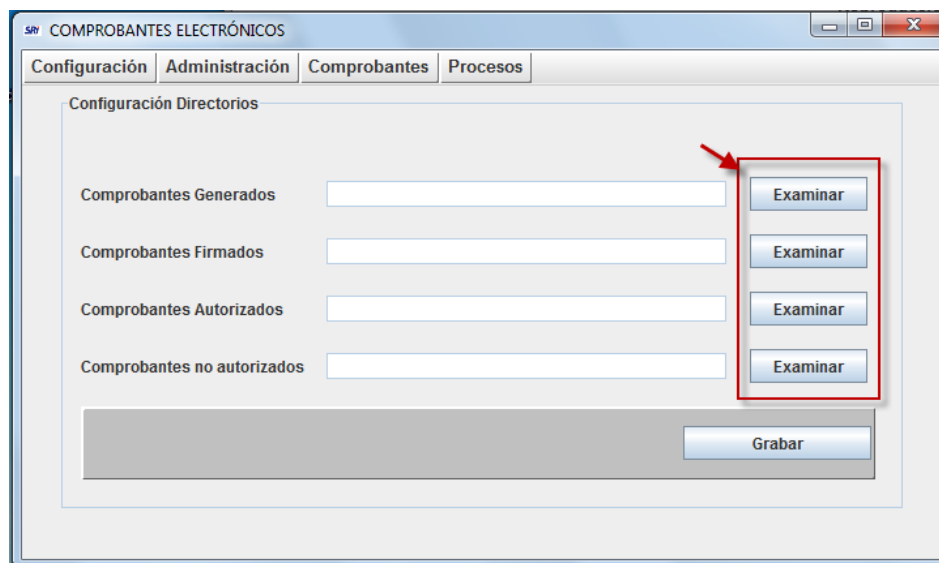 SRI COMPROBANTES ELECTRÓNICOS
Configuración Administración Comprobantes Procesos
Configuración Directorios
Comprobantes Generados Examinar
Comprobantes Firmados Examinar
Comprobantes Autorizados Examinar
Comprobantes no autorizados Examinar
Grabar